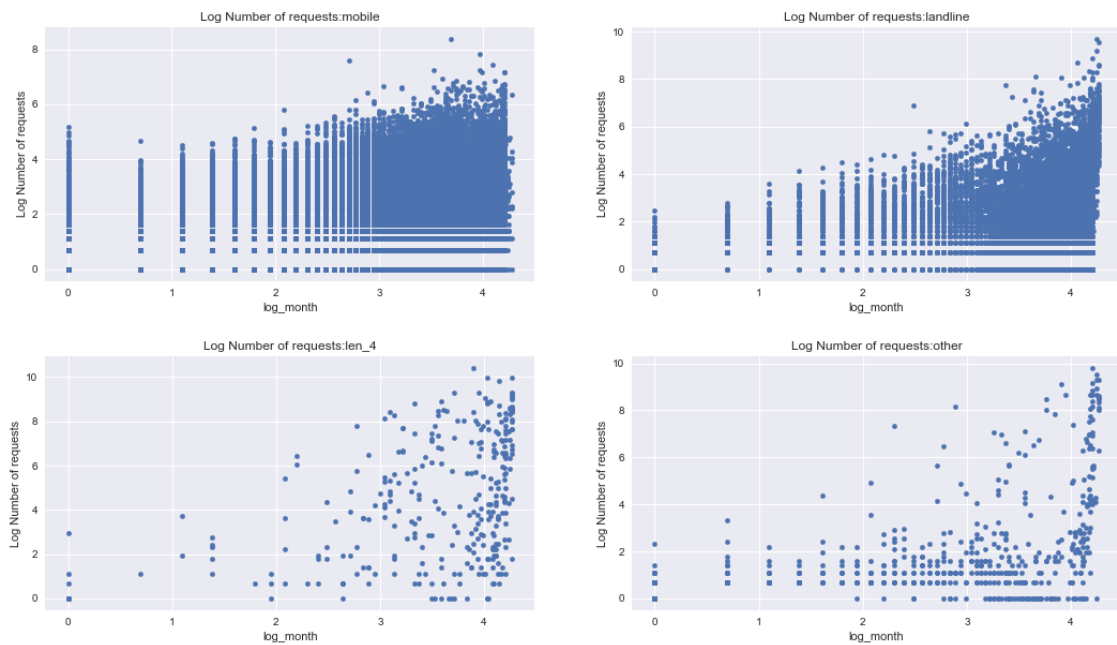 Log Number of requests:mobile
Log Number of requests
8
6
4
2
0
0 1 2 3 4
log_month
Log Number of requests:landline
Log Number of requests
10
8
6
4
2
0
0 1 2 3 4
log_month
Log Number of requests:len_4
Log Number of requests
10
8
6
4
2
0
0 1 2 3 4
log_month
Log Number of requests:other
Log Number of requests
10
8
6
4
2
0
0 1 2 3 4
log_month